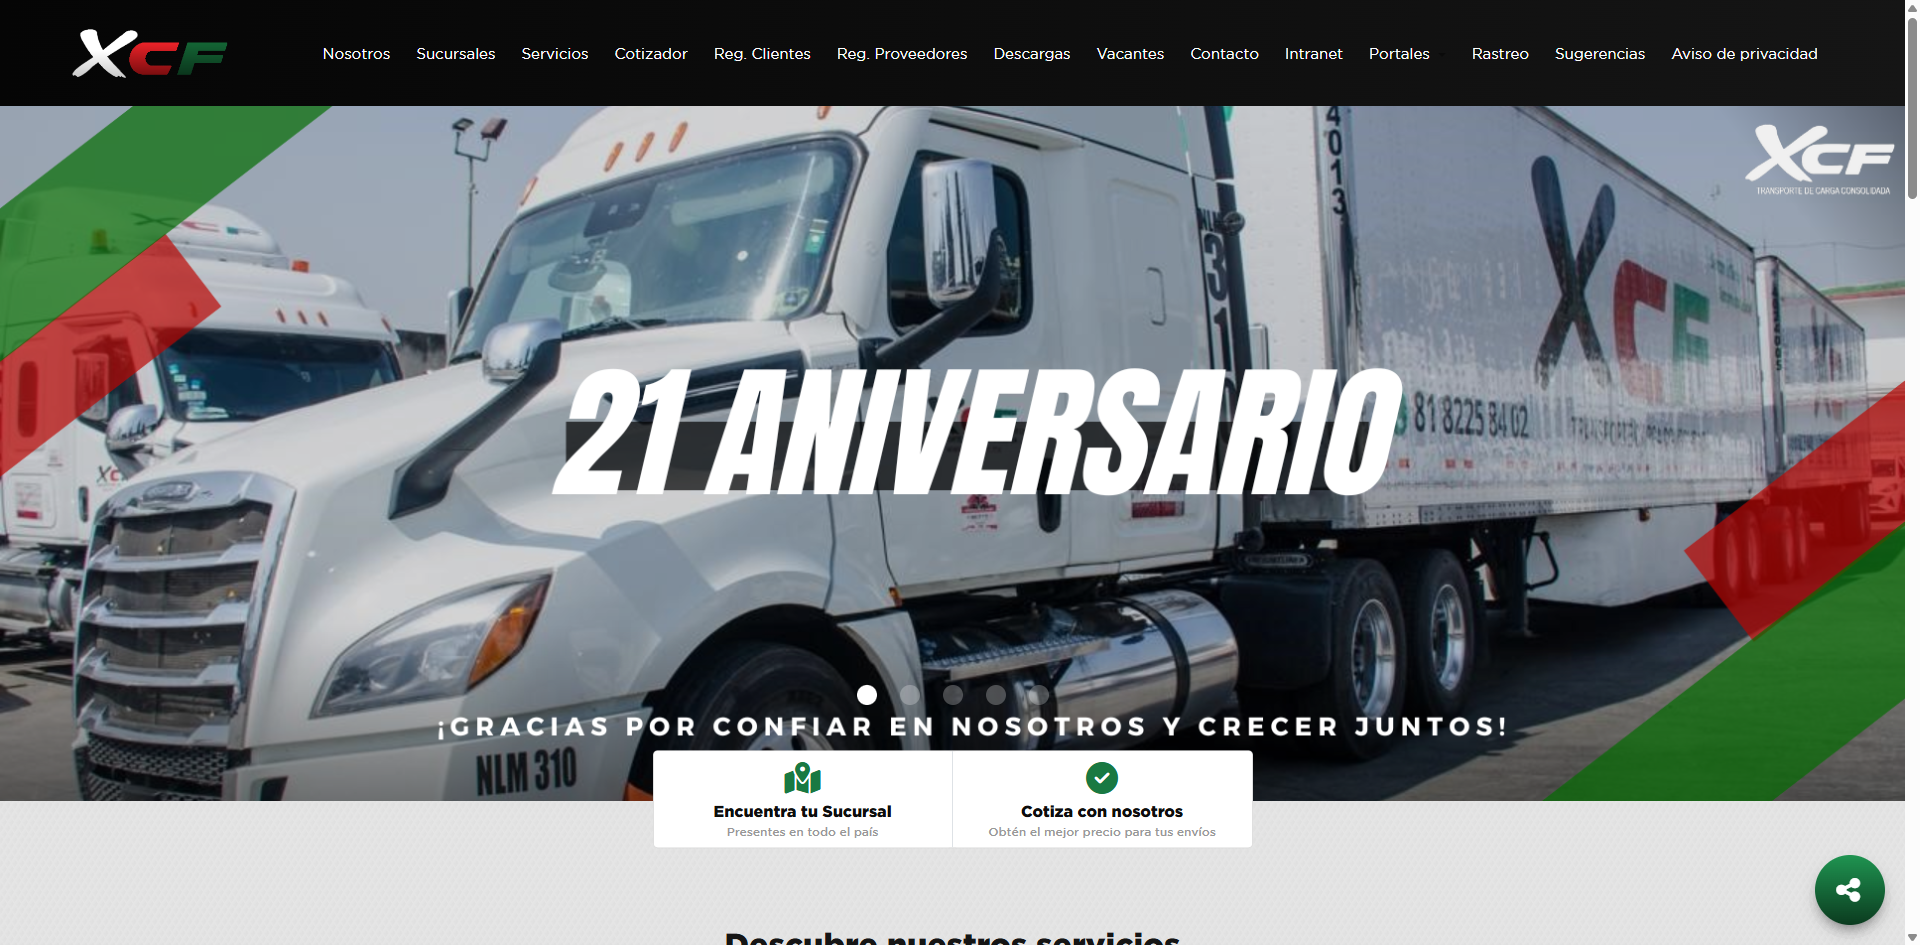 XCF
Nosotros Sucursales Servicios Cotizador Reg. Clientes Reg. Proveedores Descargas Vacantes Contacto Intranet Portales Rastreo Sugerencias Aviso de privacidad
XCF
TRANSPORTE DE CARGA CONSOLIDADA
4013
NLM
331
XCF
81 8225 84 02
21 ANIVERSARIO
¡GRACIAS POR CONFIAR EN NOSOTROS Y CRECER JUNTOS!
NLM 310
Encuentra tu Sucursal
Presentes en todo el país
Cotiza con nosotros
Obtén el mejor precio para tus envíos
Descubre nuestros servicios